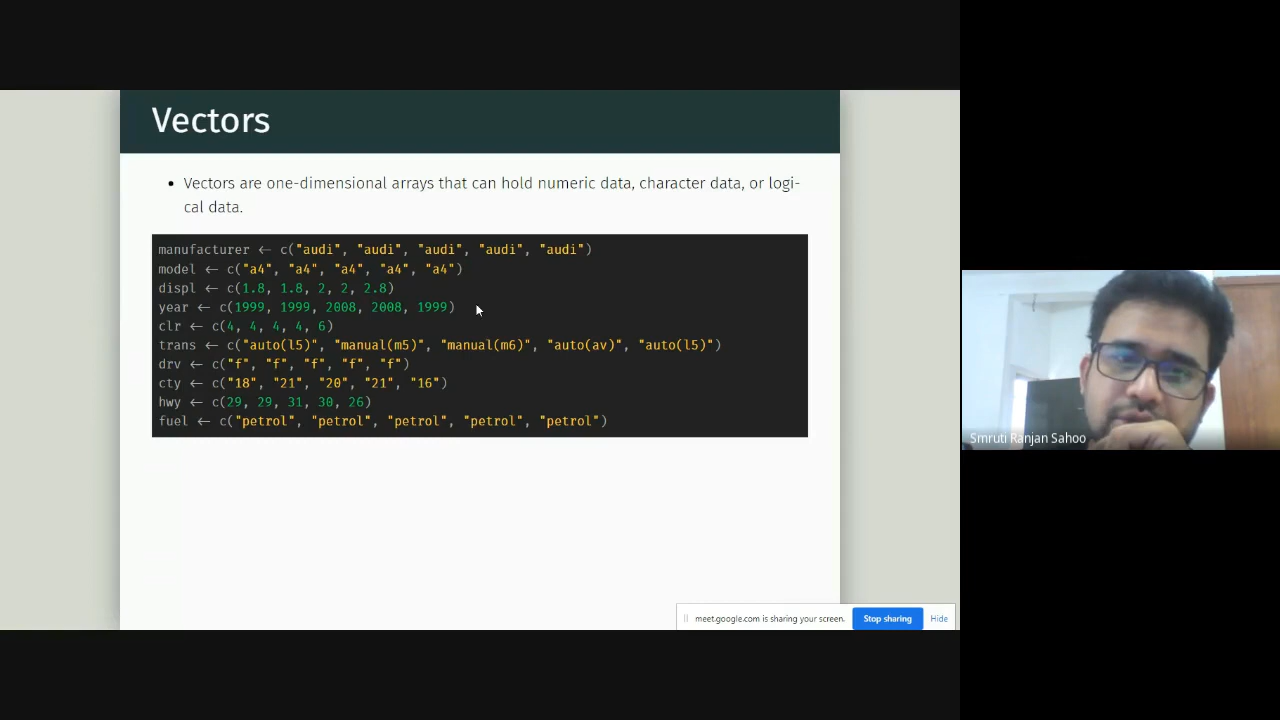 Vectors
• Vectors are one-dimensional arrays that can hold numeric data, character data, or logi-
cal data.
manufacturer ← c("audi", "audi", "audi", "audi", "audi")
model ← c("a4", "a4", "a4", "a4", "a4")
displ ← c(1.8, 1.8, 2, 2, 2.8)
year ← c(1999, 1999, 2008, 2008, 1999)
clr ← c(4, 4, 4, 4, 6)
trans ← c("auto(l5)", "manual(m5)", "manual(m6)", "auto(av)", "auto(l5)")
drv ← c("f", "f", "f", "f", "f")
cty ← c("18", "21", "20", "21", "16")
hwy ← c(29, 29, 31, 30, 26)
fuel ← c("petrol", "petrol", "petrol", "petrol", "petrol")
Smruti Ranjan Sahoo
meet.google.com is sharing your screen. Stop sharing Hide